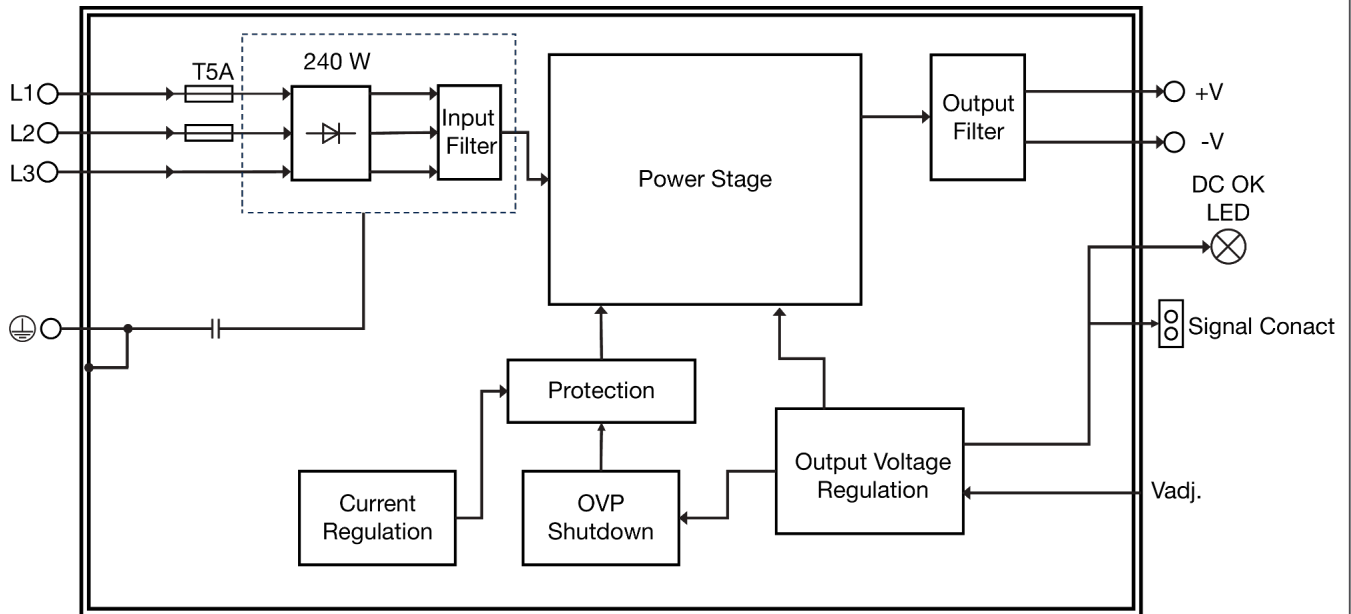 240 W
T5A
L1
L2
L3
Input
Filter
Power Stage
Output
Filter
+V
-V
DC OK
LED
Signal Conact
Protection
Current
Regulation
OVP
Shutdown
Output Voltage
Regulation
Vadj.